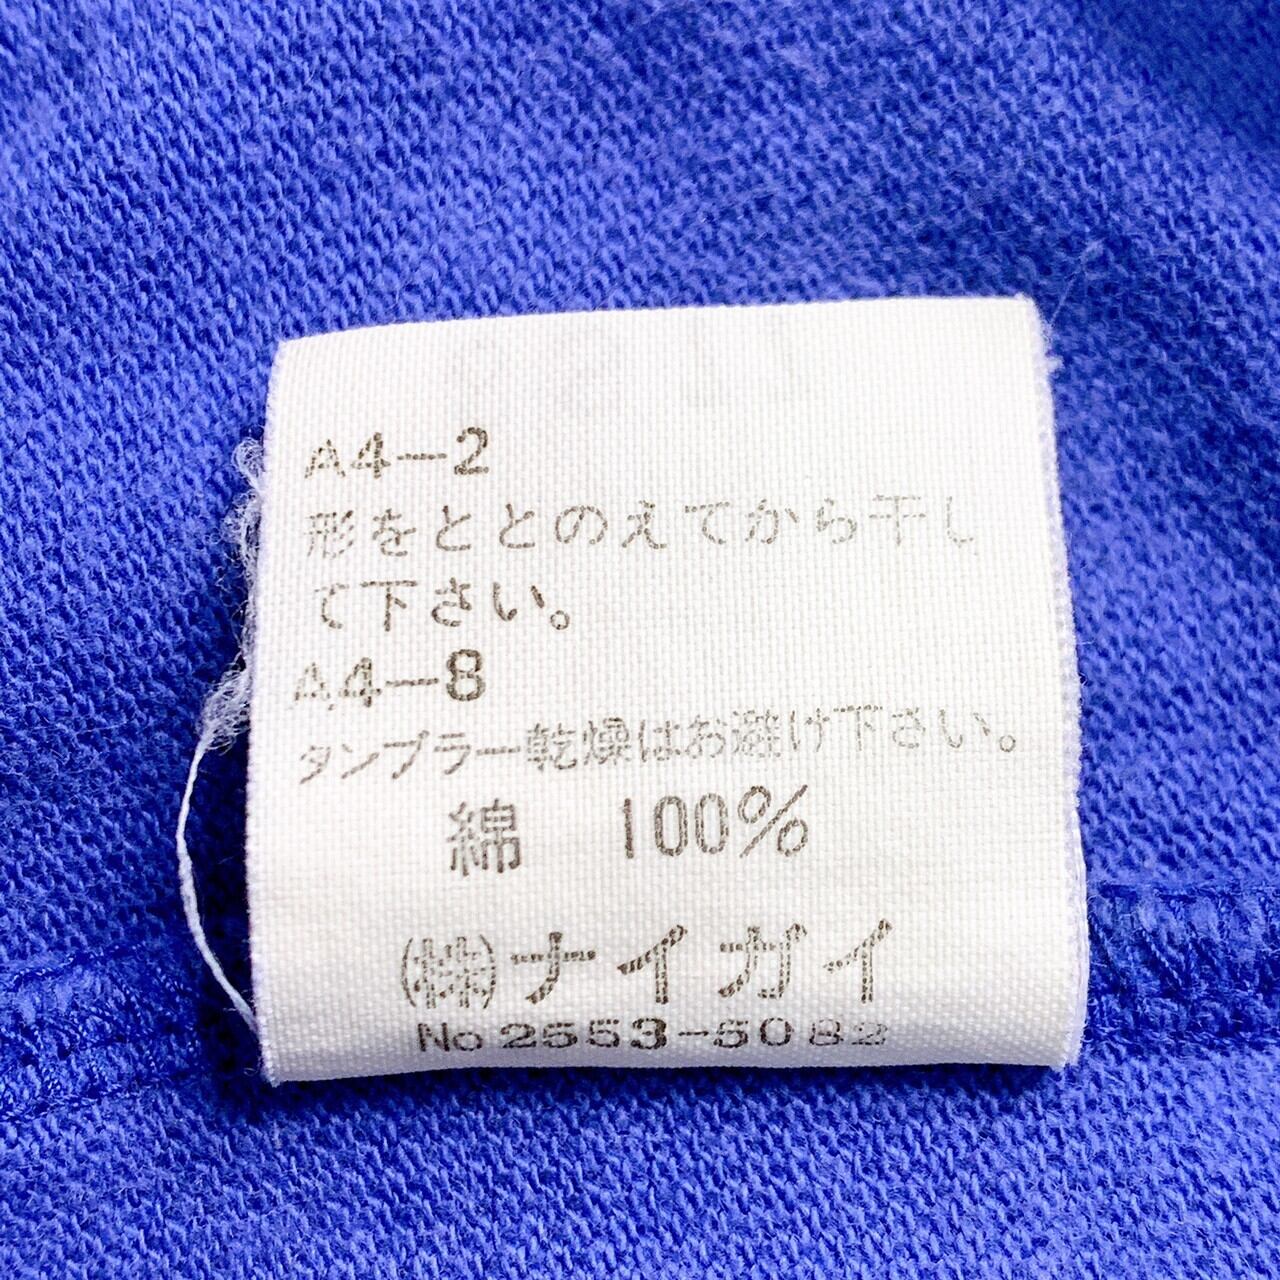 A4-2
形をととのえてから干し
て下さい。
A4-8
タンブラー乾燥はお避け下さい。
綿 100%
(株)ナイガイ
No 2553-5082